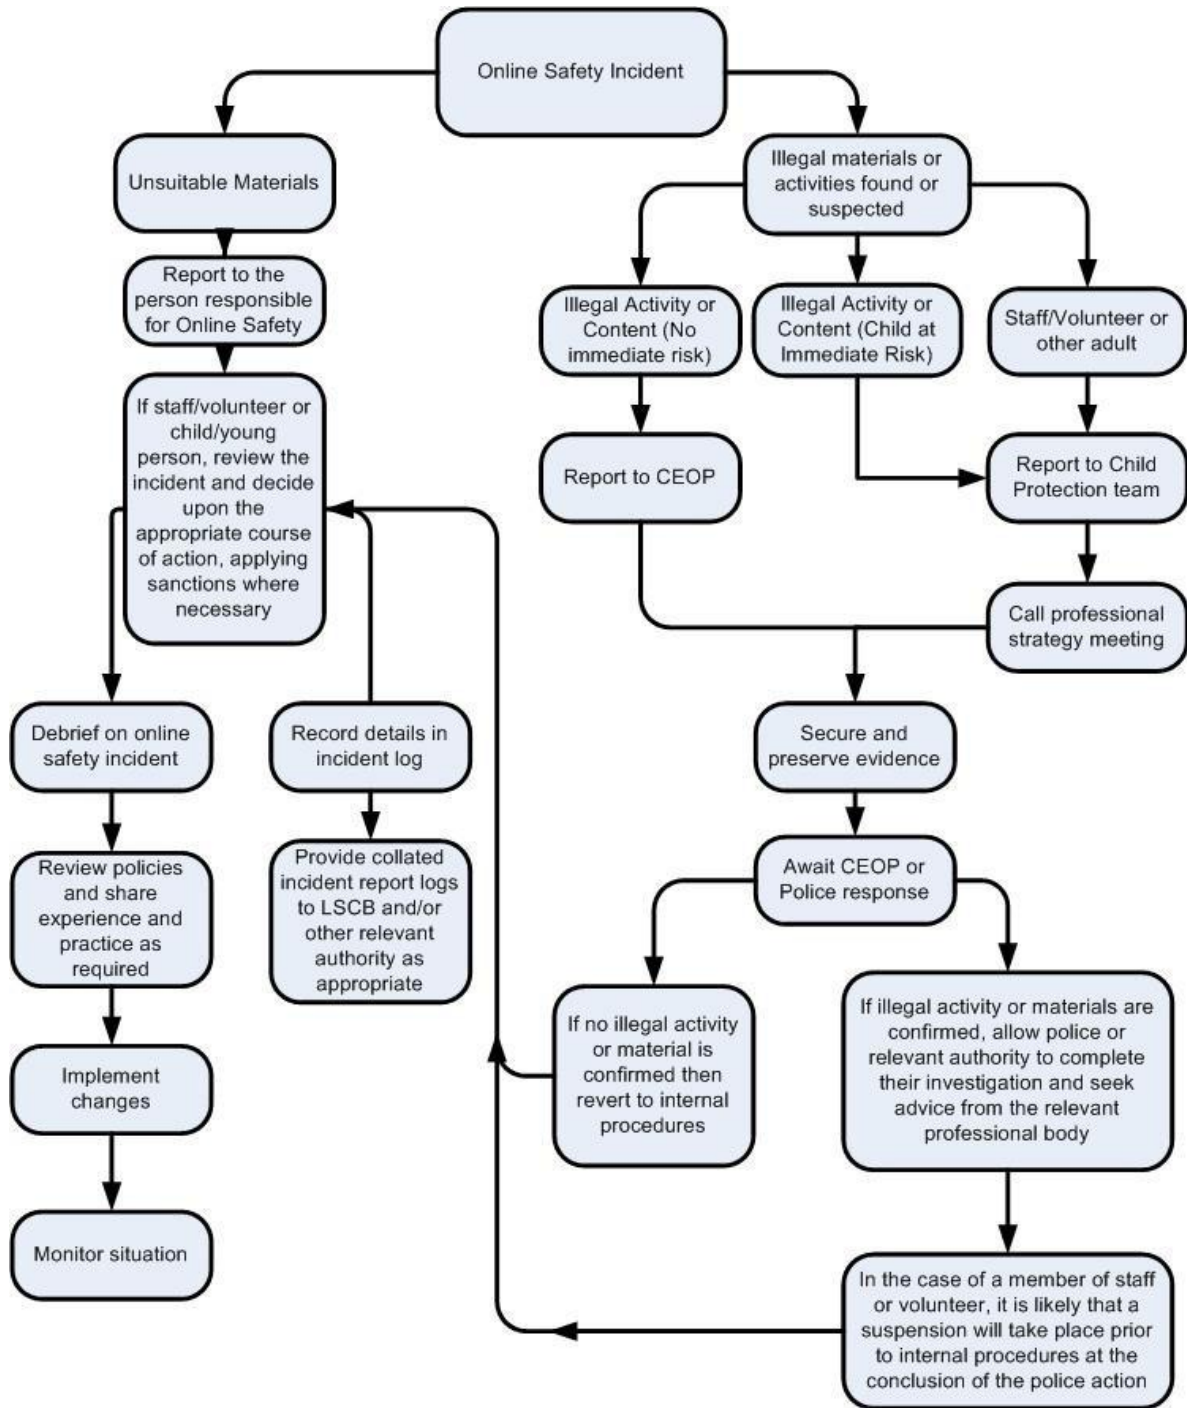 Online Safety Incident
Unsuitable Materials
Illegal materials or
activities found or
suspected
Report to the
person responsible
for Online Safety
Illegal Activity or
Content (No
immediate risk)
Illegal Activity or
Content (Child at
Immediate Risk)
Staff/Volunteer or
other adult
If staff/volunteer or
child/young
person, review the
incident and decide
upon the
appropriate course
of action, applying
sanctions where
necessary
Report to CEOP
Report to Child
Protection team
Call professional
strategy meeting
Debrief on online
safety incident
Record details in
incident log
Secure and
preserve evidence
Review policies
and share
experience and
practice as
required
Provide collated
incident report logs
to LSCB and/or
other relevant
authority as
appropriate
Await CEOP or
Police response
If no illegal activity
or material is
confirmed then
revert to internal
procedures
If illegal activity or materials are
confirmed, allow police or
relevant authority to complete
their investigation and seek
advice from the relevant
professional body
Implement
changes
Monitor situation
In the case of a member of staff
or volunteer, it is likely that a
suspension will take place prior
to internal procedures at the
conclusion of the police action